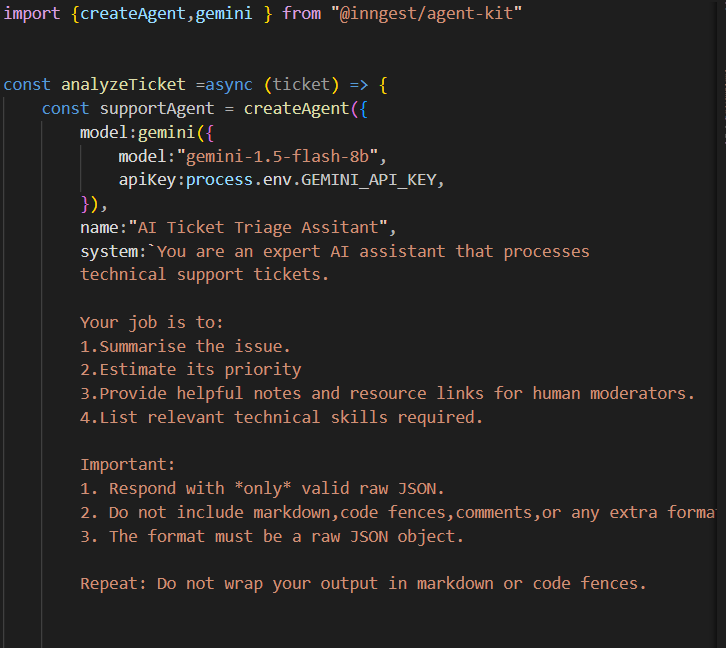 import {createAgent,gemini } from "@inngest/agent-kit"
const analyzeTicket =async (ticket) => {
const supportAgent = createAgent({
model:gemini({
model:"gemini-1.5-flash-8b",
apiKey:process.env.GEMINI_API_KEY,
}),
name:"AI Ticket Triage Assitant",
system:`You are an expert AI assistant that processes
technical support tickets.
Your job is to:
1.Summarise the issue.
2.Estimate its priority
3.Provide helpful notes and resource links for human moderators.
4.List relevant technical skills required.
Important:
1. Respond with *only* valid raw JSON.
2. Do not include markdown,code fences,comments,or any extra forma
3. The format must be a raw JSON object.
Repeat: Do not wrap your output in markdown or code fences.